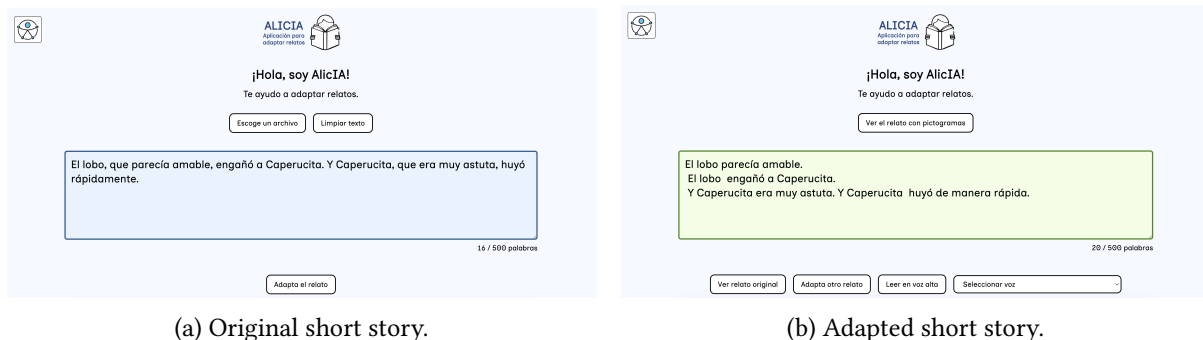 ALICIA
Aplicación para
adaptar relatos
¡Hola, soy AlicIA!
Te ayudo a adaptar relatos.
Escoge un archivo
Limpiar texto
El lobo, que parecía amable, engañó a Caperucita. Y Caperucita, que era muy astuta, huyó
rápidamente.
16 / 500 palabras
Adapta el relato
(a) Original short story.
ALICIA
Aplicación para
adaptar relatos
¡Hola, soy AlicIA!
Te ayudo a adaptar relatos.
Ver el relato con pictogramas
El lobo parecía amable.
El lobo  engañó a Caperucita.
Y Caperucita era muy astuta. Y Caperucita  huyó de manera rápida.
20 / 500 palabras
Ver relato original
Adapta otro relato
Leer en voz alta
Seleccionar voz
(b) Adapted short story.